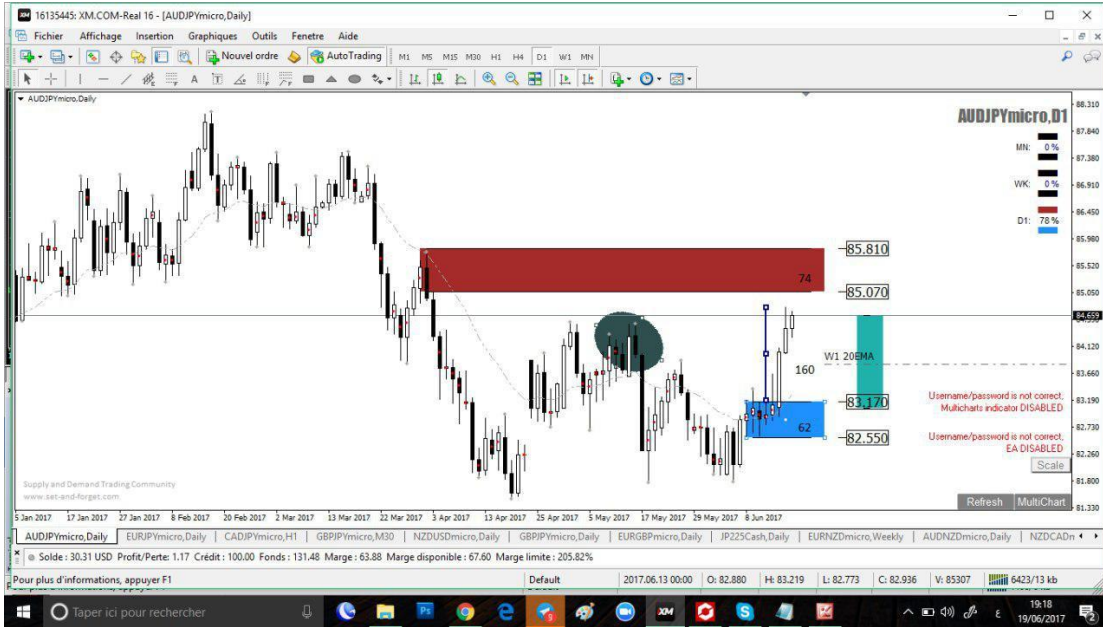 16135445: XM.COM-Real 16 - [AUDJPYmicro,Daily]
Fichier Affichage Insertion Graphiques Outils Fenetre Aide
Nouvel ordre AutoTrading M1 M5 M15 M30 H1 H4 D1 W1 MN
AUDJPYmicro,Daily
AUDJPYmicro,D1
MN: 0 %
WK: 0 %
D1: 78 %
88.310
87.840
87.380
86.910
86.450
85.980
85.520
85.050
84.659
84.120
83.660
83.190
82.730
82.260
81.800
81.330
85.810
74
85.070
W1 20EMA
160
83.170
62
82.550
Username/password is not correct,
Multicharts indicator DISABLED
Username/password is not correct,
EA DISABLED
Scale
Supply and Demand Trading Community
www.set-and-forget.com
Refresh MultiChart
5 Jan 2017 17 Jan 2017 27 Jan 2017 8 Feb 2017 20 Feb 2017 2 Mar 2017 13 Mar 2017 22 Mar 2017 3 Apr 2017 13 Apr 2017 25 Apr 2017 5 May 2017 17 May 2017 29 May 2017 8 Jun 2017
AUDJPYmicro,Daily EURJPYmicro,Daily CADJPYmicro,H1 GBPJPYmicro,M30 NZDUSDmicro,Daily GBPJPYmicro,Daily EURGBPmicro,Daily JP225Cash,Daily EURNZDmicro,Weekly AUDNZDmicro,Daily NZDCADn
Solde : 30.31 USD Profit/Perte: 1.17 Crédit : 100.00 Fonds : 131.48 Marge : 63.88 Marge disponible : 67.60 Marge limite : 205.82%
Pour plus d'informations, appuyer F1 Default 2017.06.13 00:00 O: 82.880 H: 83.219 L: 82.773 C: 82.936 V: 85307 6423/13 kb
Taper ici pour rechercher
19:18
19/06/2017